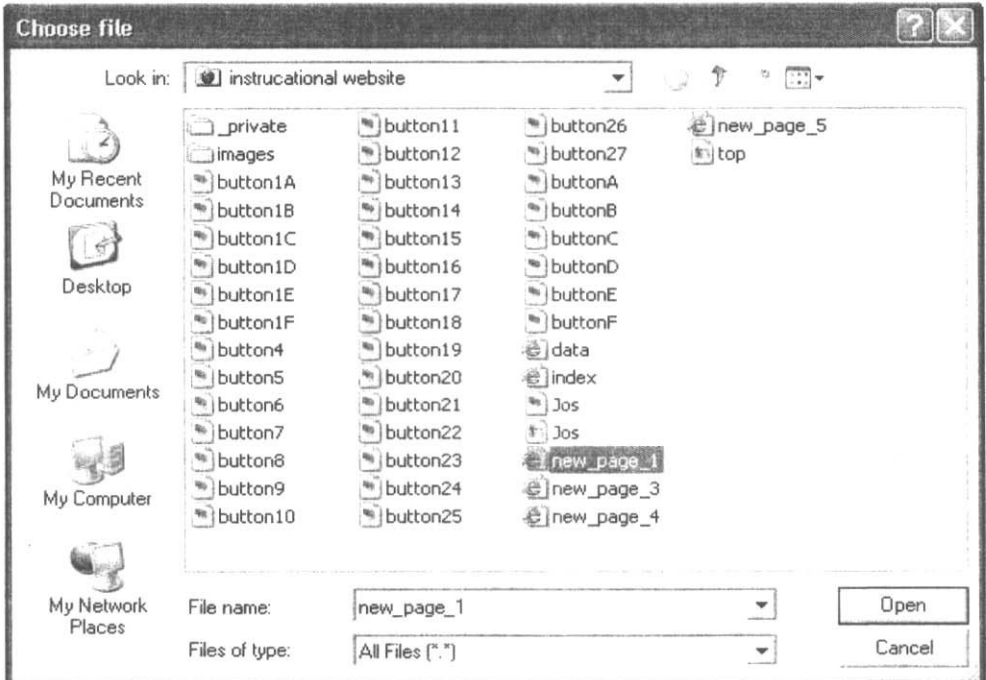 Choose file
Look in: instrucational website
My Recent
Documents
Desktop
My Documents
My Computer
My Network
Places
_private
images
button1A
button1B
button1C
button1D
button1E
button1F
button4
button5
button6
button7
button8
button9
button10
button11
button12
button13
button14
button15
button16
button17
button18
button19
button20
button21
button22
button23
button24
button25
button26
button27
buttonA
buttonB
buttonC
buttonD
buttonE
buttonF
data
index
Jos
Jos
new_page_1
new_page_3
new_page_4
new_page_5
top
File name: new_page_1 Open
Files of type: All Files (*.*) Cancel